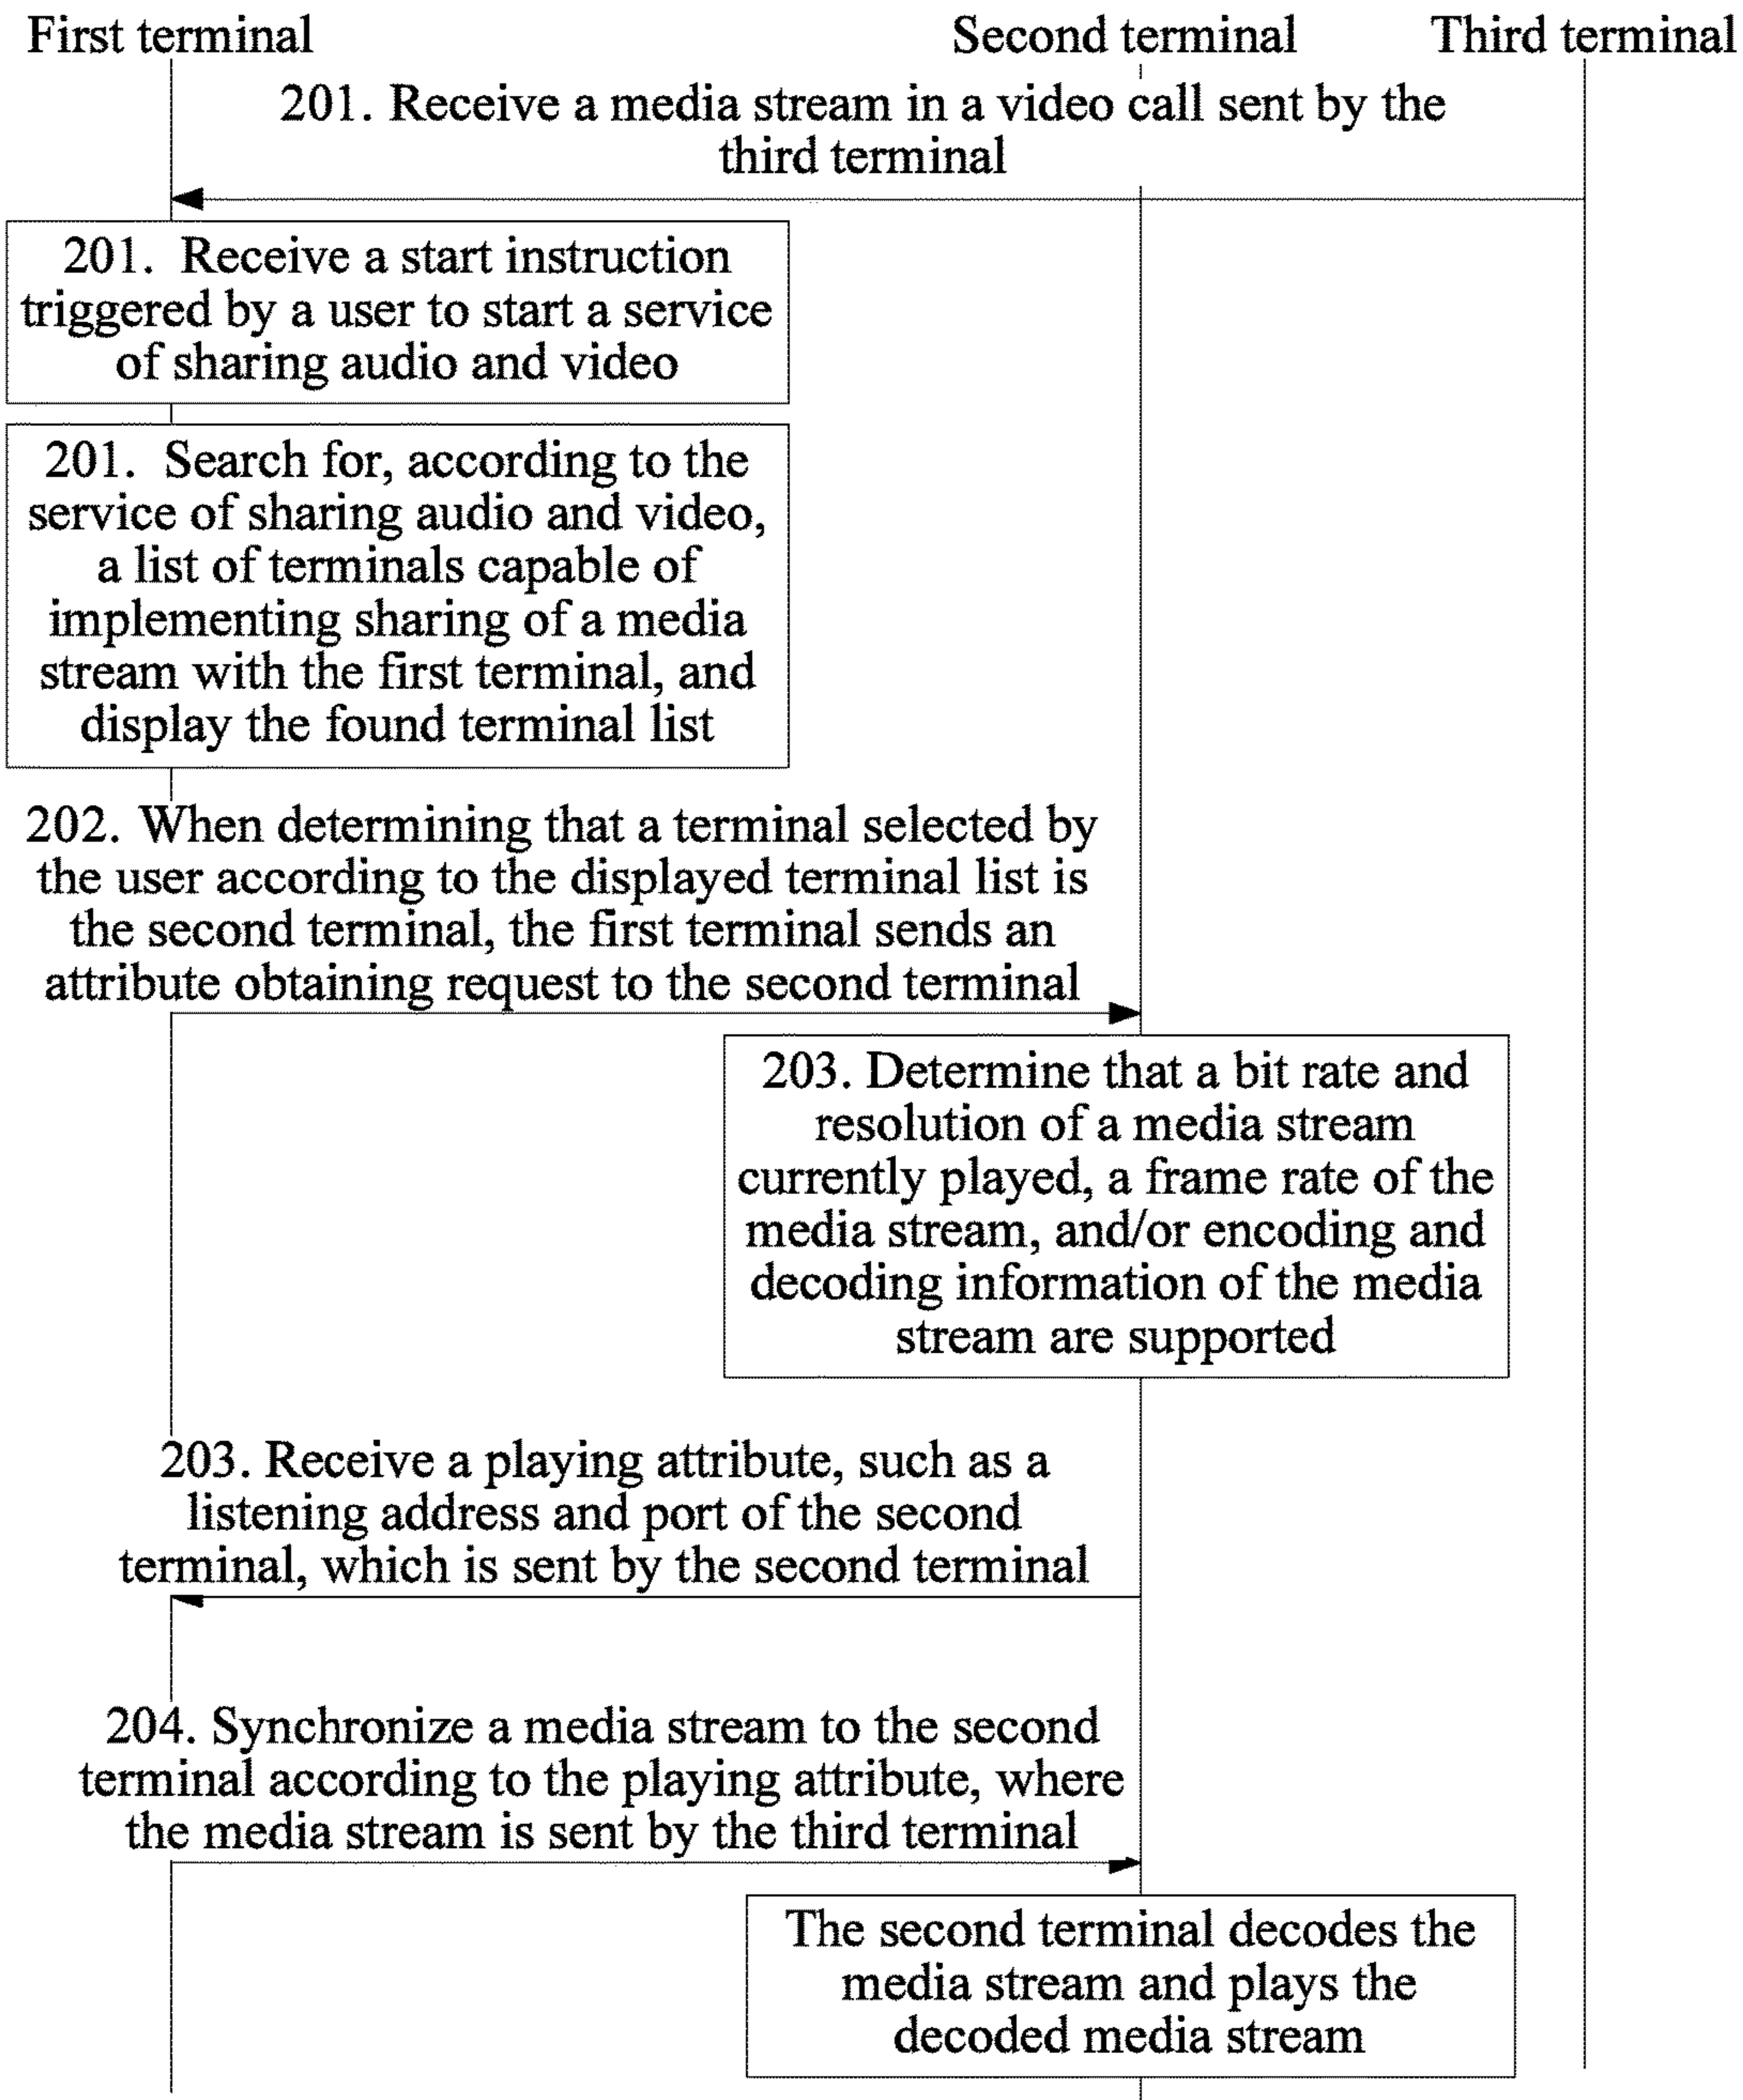 First terminal
Second terminal
Third terminal
201. Receive a media stream in a video call sent by the
third terminal
201. Receive a start instruction
triggered by a user to start a service
of sharing audio and video
201. Search for, according to the
service of sharing audio and video,
a list of terminals capable of
implementing sharing of a media
stream with the first terminal, and
display the found terminal list
202. When determining that a terminal selected by
the user according to the displayed terminal list is
the second terminal, the first terminal sends an
attribute obtaining request to the second terminal
203. Determine that a bit rate and
resolution of a media stream
currently played, a frame rate of the
media stream, and/or encoding and
decoding information of the media
stream are supported
203. Receive a playing attribute, such as a
listening address and port of the second
terminal, which is sent by the second terminal
204. Synchronize a media stream to the second
terminal according to the playing attribute, where
the media stream is sent by the third terminal
The second terminal decodes the
media stream and plays the
decoded media stream